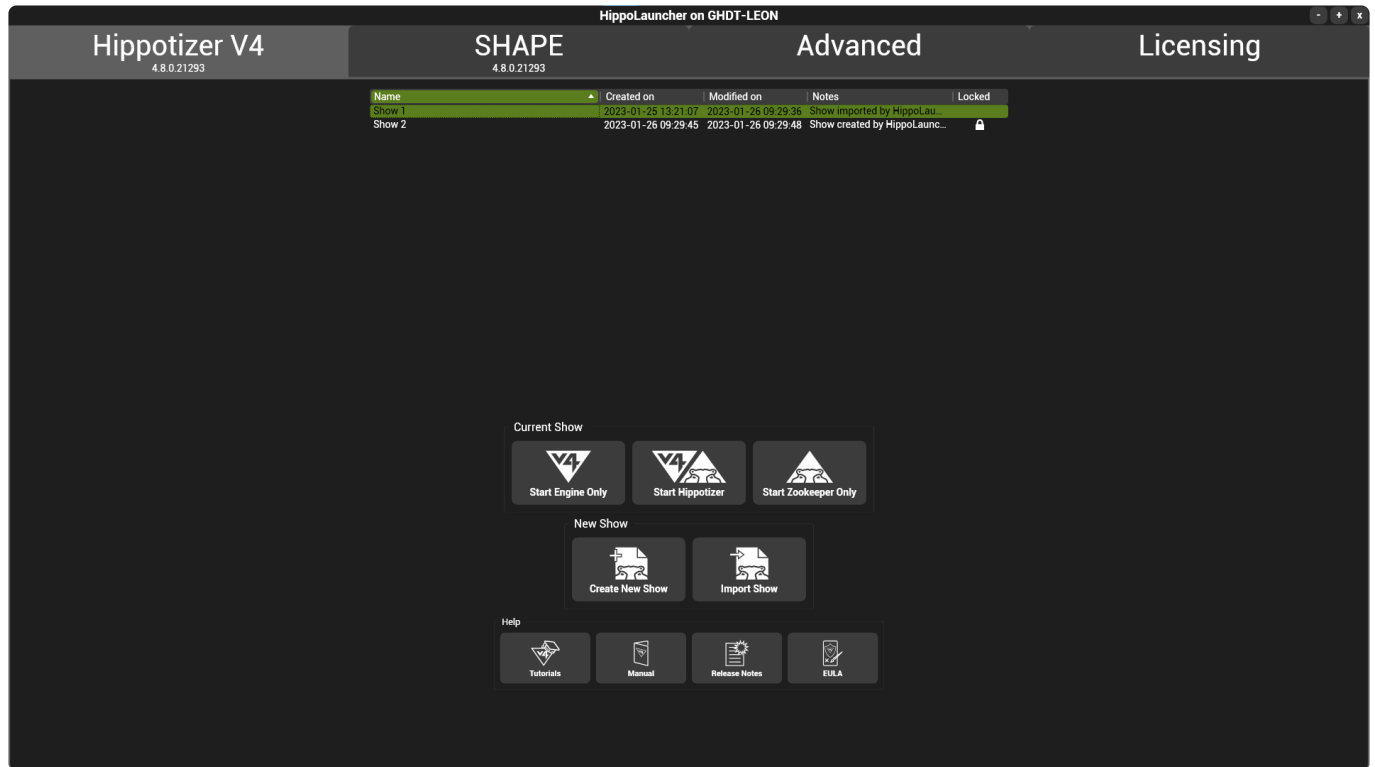 HippoLauncher on GHDT-LEON
- + x
Hippotizer V4 SHAPE Advanced Licensing
4.8.0.21293 4.8.0.21293
Name Created on Modified on Notes Locked
Show 1 2023-01-25 13:21:07 2023-01-26 09:29:36 Show imported by HippoLau...
Show 2 2023-01-26 09:29:45 2023-01-26 09:29:48 Show created by HippoLaunc...
Current Show
V4 V4
Start Engine Only Start Hippotizer Start Zookeeper Only
New Show
Create New Show Import Show
Help
V4
Tutorials Manual Release Notes EULA